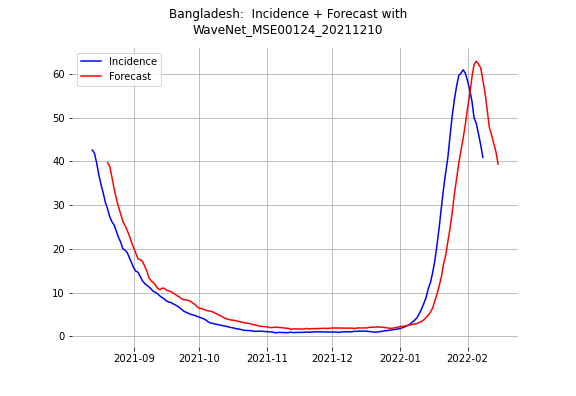 Bangladesh:  Incidence + Forecast with
WaveNet_MSE00124_20211210
Incidence
Forecast
60
50
40
30
20
10
0
2021-09 2021-10 2021-11 2021-12 2022-01 2022-02